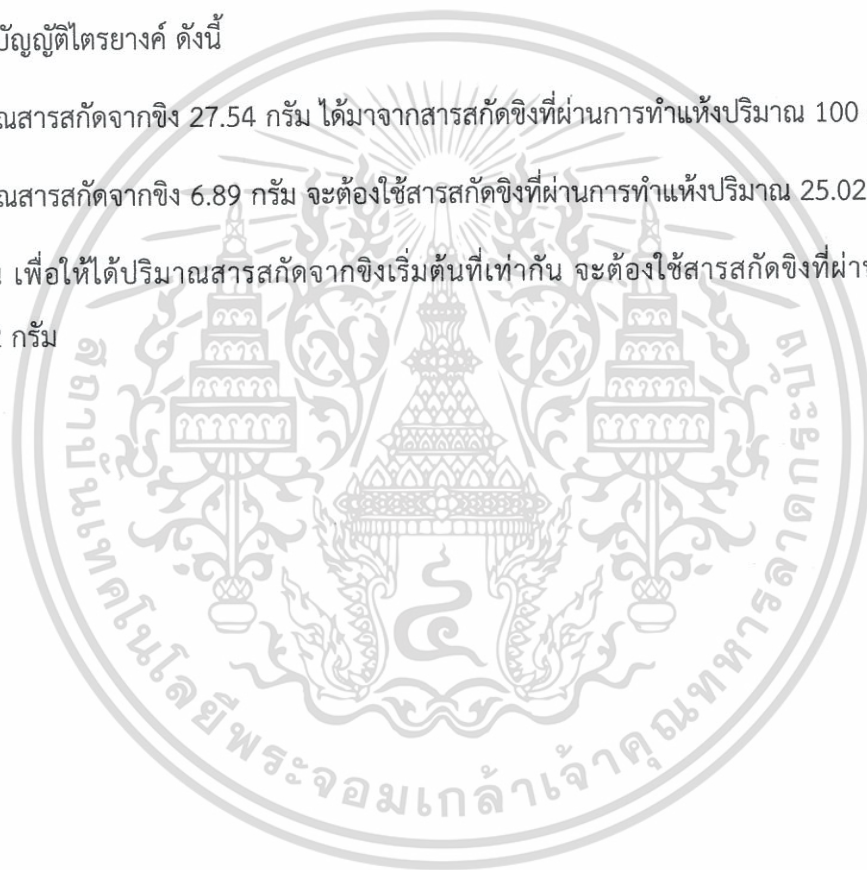 บัญญัติไตรยางค์ ดังนี้
ณสารสกัดจากขิง 27.54 กรัม ได้มาจากสารสกัดขิงที่ผ่านการทำแห้งปริมาณ 100
ณสารสกัดจากขิง 6.89 กรัม จะต้องใช้สารสกัดขิงที่ผ่านการทำแห้งปริมาณ 25.02
เพื่อให้ได้ปริมาณสารสกัดจากขิงเริ่มต้นที่เท่ากัน จะต้องใช้สารสกัดขิงที่ผ่าน
กรัม
สถาบันเทคโนโลยีพระจอมเกล้าเจ้าคุณทหารลาดกระบัง